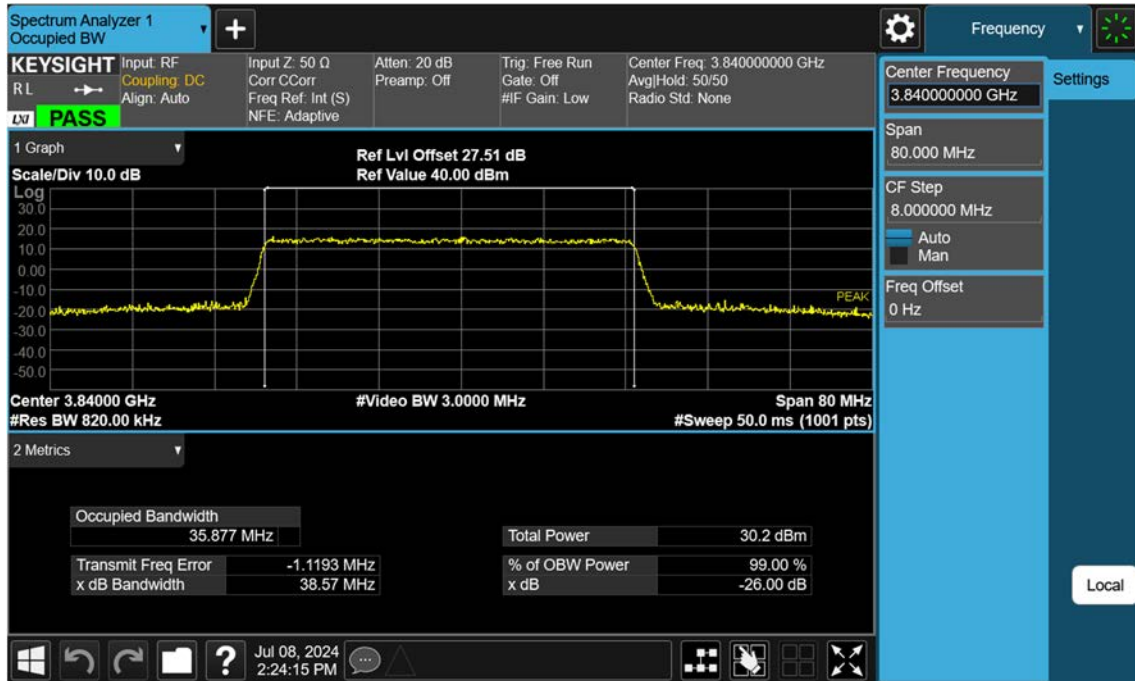 Spectrum Analyzer 1
Occupied BW
+
Frequency
KEYSIGHT
RL
LXI
PASS
Input: RF
Coupling: DC
Align: Auto
Input Z: 50 Ω
Corr CCorr
Freq Ref: Int (S)
NFE: Adaptive
Atten: 20 dB
Preamp: Off
Trig: Free Run
Gate: Off
#IF Gain: Low
Center Freq: 3.840000000 GHz
Avg|Hold: 50/50
Radio Std: None
1 Graph
Scale/Div 10.0 dB
Ref Lvl Offset 27.51 dB
Ref Value 40.00 dBm
Log
30.0
20.0
10.0
0.00
-10.0
-20.0
-30.0
-40.0
-50.0
PEAK
Center 3.84000 GHz
#Video BW 3.0000 MHz
Span 80 MHz
#Res BW 820.00 kHz
#Sweep 50.0 ms (1001 pts)
2 Metrics
Occupied Bandwidth
35.877 MHz
Total Power 30.2 dBm
Transmit Freq Error -1.1193 MHz
% of OBW Power 99.00 %
x dB Bandwidth 38.57 MHz
x dB -26.00 dB
Center Frequency
3.840000000 GHz
Settings
Span
80.000 MHz
CF Step
8.000000 MHz
Auto
Man
Freq Offset
0 Hz
Local
?
Jul 08, 2024
2:24:15 PM